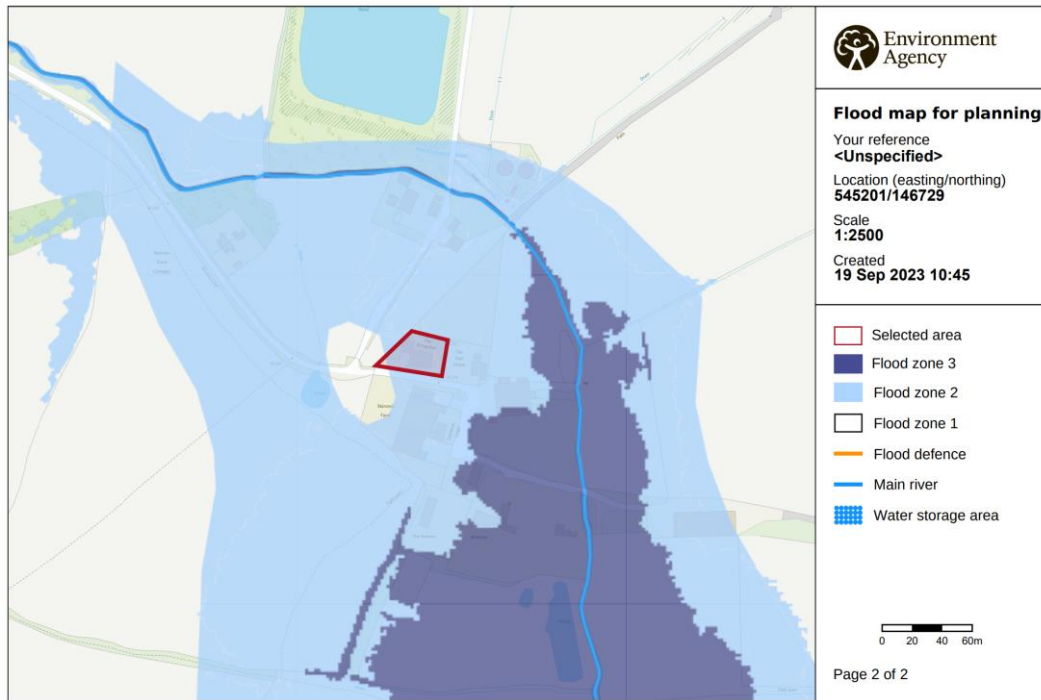 Environment
Agency
Flood map for planning
Your reference
<Unspecified>
Location (easting/northing)
545201/146729
Scale
1:2500
Created
19 Sep 2023 10:45
Selected area
Flood zone 3
Flood zone 2
Flood zone 1
Flood defence
Main river
Water storage area
0 20 40 60m
Page 2 of 2